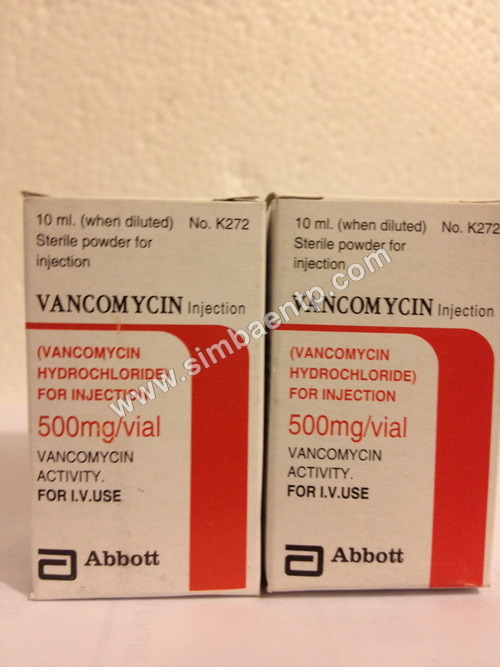 10 ml. (when diluted) No. K272
Sterile powder for
injection
VANCOMYCIN Injection
(VANCOMYCIN
HYDROCHLORIDE)
FOR INJECTION
500mg/vial
VANCOMYCIN
ACTIVITY.
FOR I.V.USE
Abbott
10 ml. (when diluted) No. K272
Sterile powder for
injection
VANCOMYCIN Injection
(VANCOMYCIN
HYDROCHLORIDE)
FOR INJECTION
500mg/vial
VANCOMYCIN
ACTIVITY.
FOR I.V.USE
Abbott
www.simbaentp.com